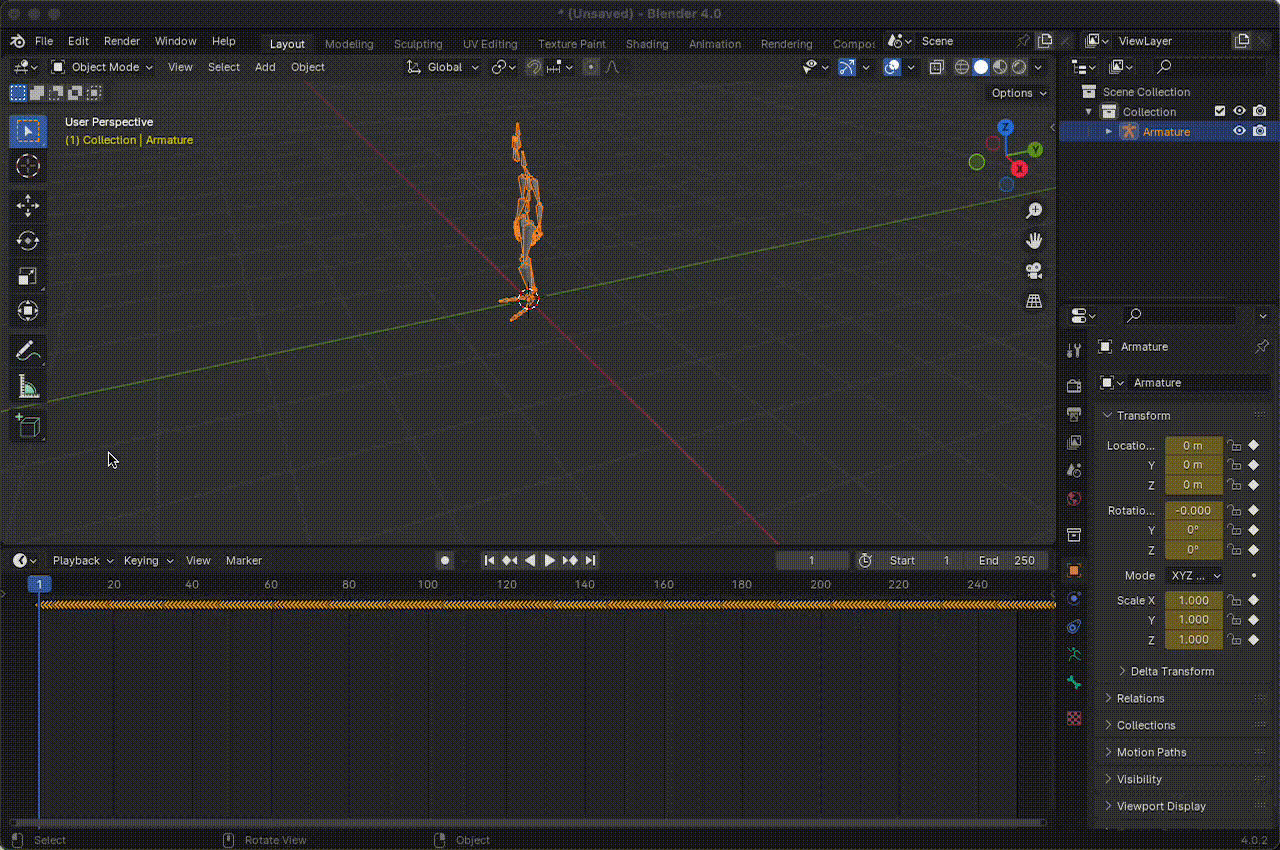 * (Unsaved) - Blender 4.0
File Edit Render Window Help Layout Modeling Sculpting UV Editing Texture Paint Shading Animation Rendering Compos Scene ViewLayer
Object Mode View Select Add Object Global
Options
User Perspective
(1) Collection | Armature
Z
Y
X
Scene Collection
Collection
Armature
Armature
Armature
Transform
Locatio... 0 m
Y 0 m
Z 0 m
Rotatio... -0.000
Y 0°
Z 0°
Mode XYZ ...
Scale X 1.000
Y 1.000
Z 1.000
Delta Transform
Relations
Collections
Motion Paths
Visibility
Viewport Display
Playback Keying View Marker 1 Start 1 End 250
1 20 40 60 80 100 120 140 160 180 200 220 240
Select Rotate View Object 4.0.2